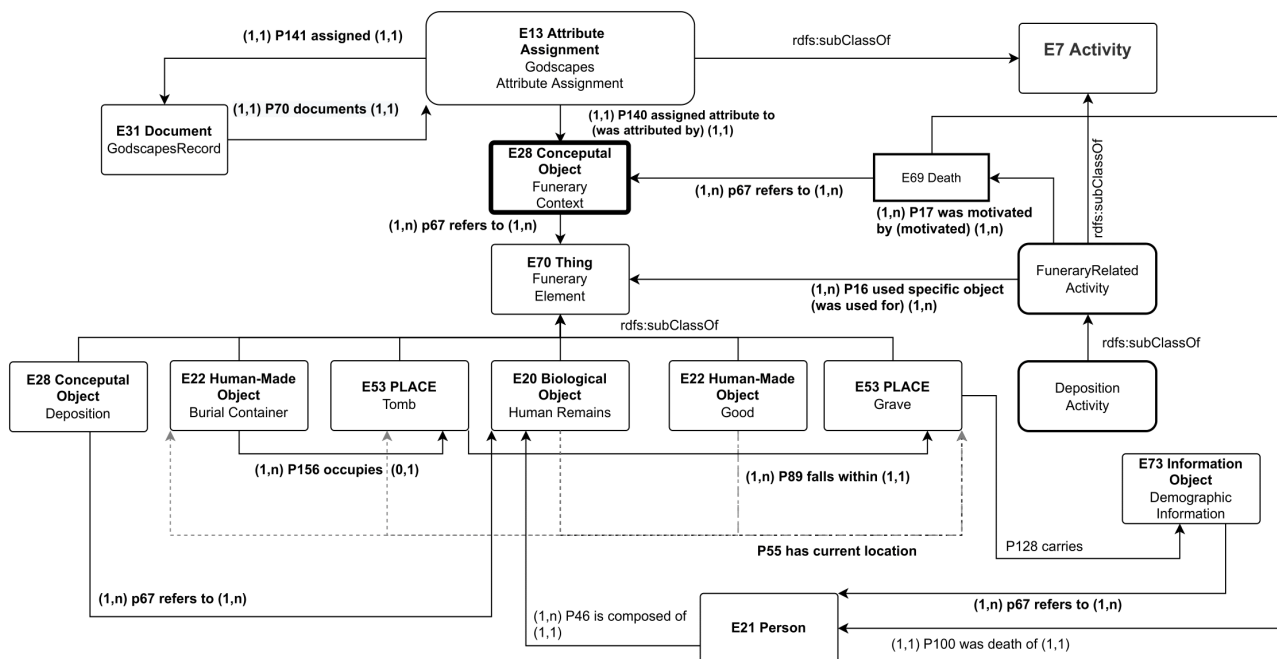 (1,1) P141 assigned (1,1)
E13 Attribute
Assignment
Godscapes
Attribute Assignment
rdfs:subClassOf
E7 Activity
(1,1) P70 documents (1,1)
E31 Document
GodscapesRecord
(1,1) P140 assigned attribute to
(was attributed by) (1,1)
E28 Conceputal
Object
Funerary
Context
(1,n) p67 refers to (1,n)
E69 Death
rdfs:subClassOf
(1,n) p67 refers to (1,n)
(1,n) P17 was motivated
by (motivated) (1,n)
E70 Thing
Funerary
Element
(1,n) P16 used specific object
(was used for) (1,n)
FuneraryRelated
Activity
rdfs:subClassOf
rdfs:subClassOf
E28 Conceputal
Object
Deposition
E22 Human-Made
Object
Burial Container
E53 PLACE
Tomb
E20 Biological
Object
Human Remains
E22 Human-Made
Object
Good
E53 PLACE
Grave
Deposition
Activity
(1,n) P156 occupies (0,1)
(1,n) P89 falls within (1,1)
E73 Information
Object
Demographic
Information
P55 has current location
P128 carries
(1,n) p67 refers to (1,n)
(1,n) P46 is composed of
(1,1)
E21 Person
(1,n) p67 refers to (1,n)
(1,1) P100 was death of (1,1)